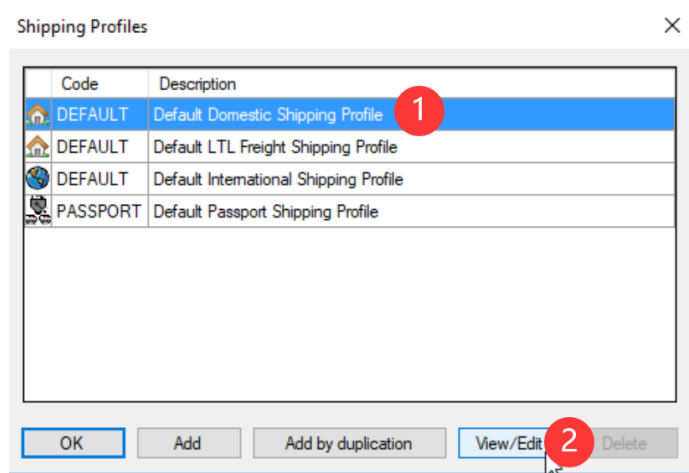 Shipping Profiles
Code Description
DEFAULT Default Domestic Shipping Profile 1
DEFAULT Default LTL Freight Shipping Profile
DEFAULT Default International Shipping Profile
PASSPORT Default Passport Shipping Profile
OK Add Add by duplication View/Edit 2 Delete